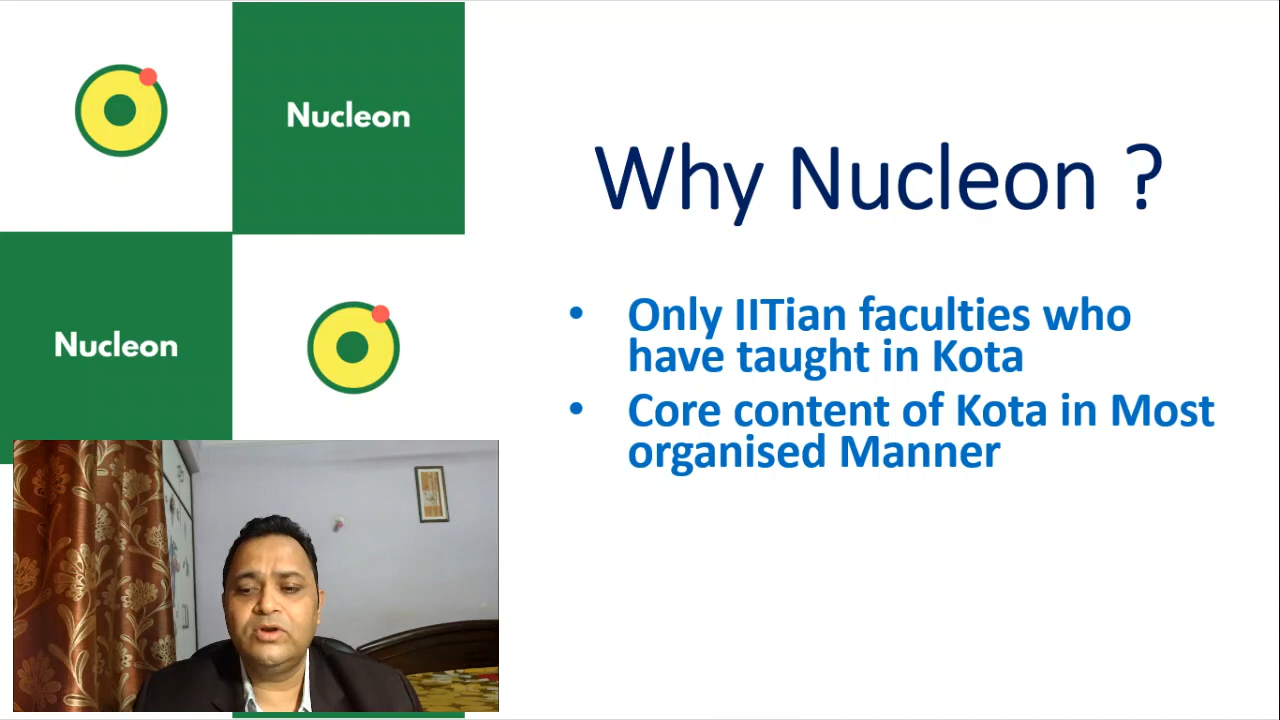 Nucleon
Nucleon
Why Nucleon ?
• Only IITian faculties who
have taught in Kota
• Core content of Kota in Most
organised Manner